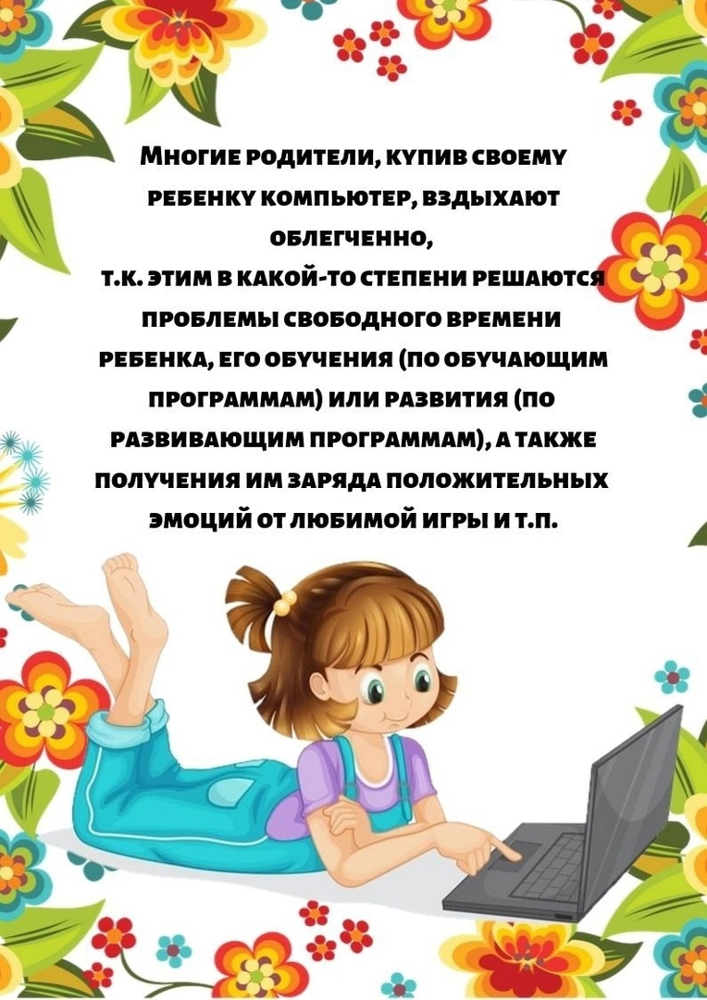 Многие родители, купив своему
ребенку компьютер, вздыхают
облегченно,
т.к. этим в какой-то степени решаются
проблемы свободного времени
ребенка, его обучения (по обучающим
программам) или развития (по
развивающим программам), а также
получения им заряда положительных
эмоций от любимой игры и т.п.